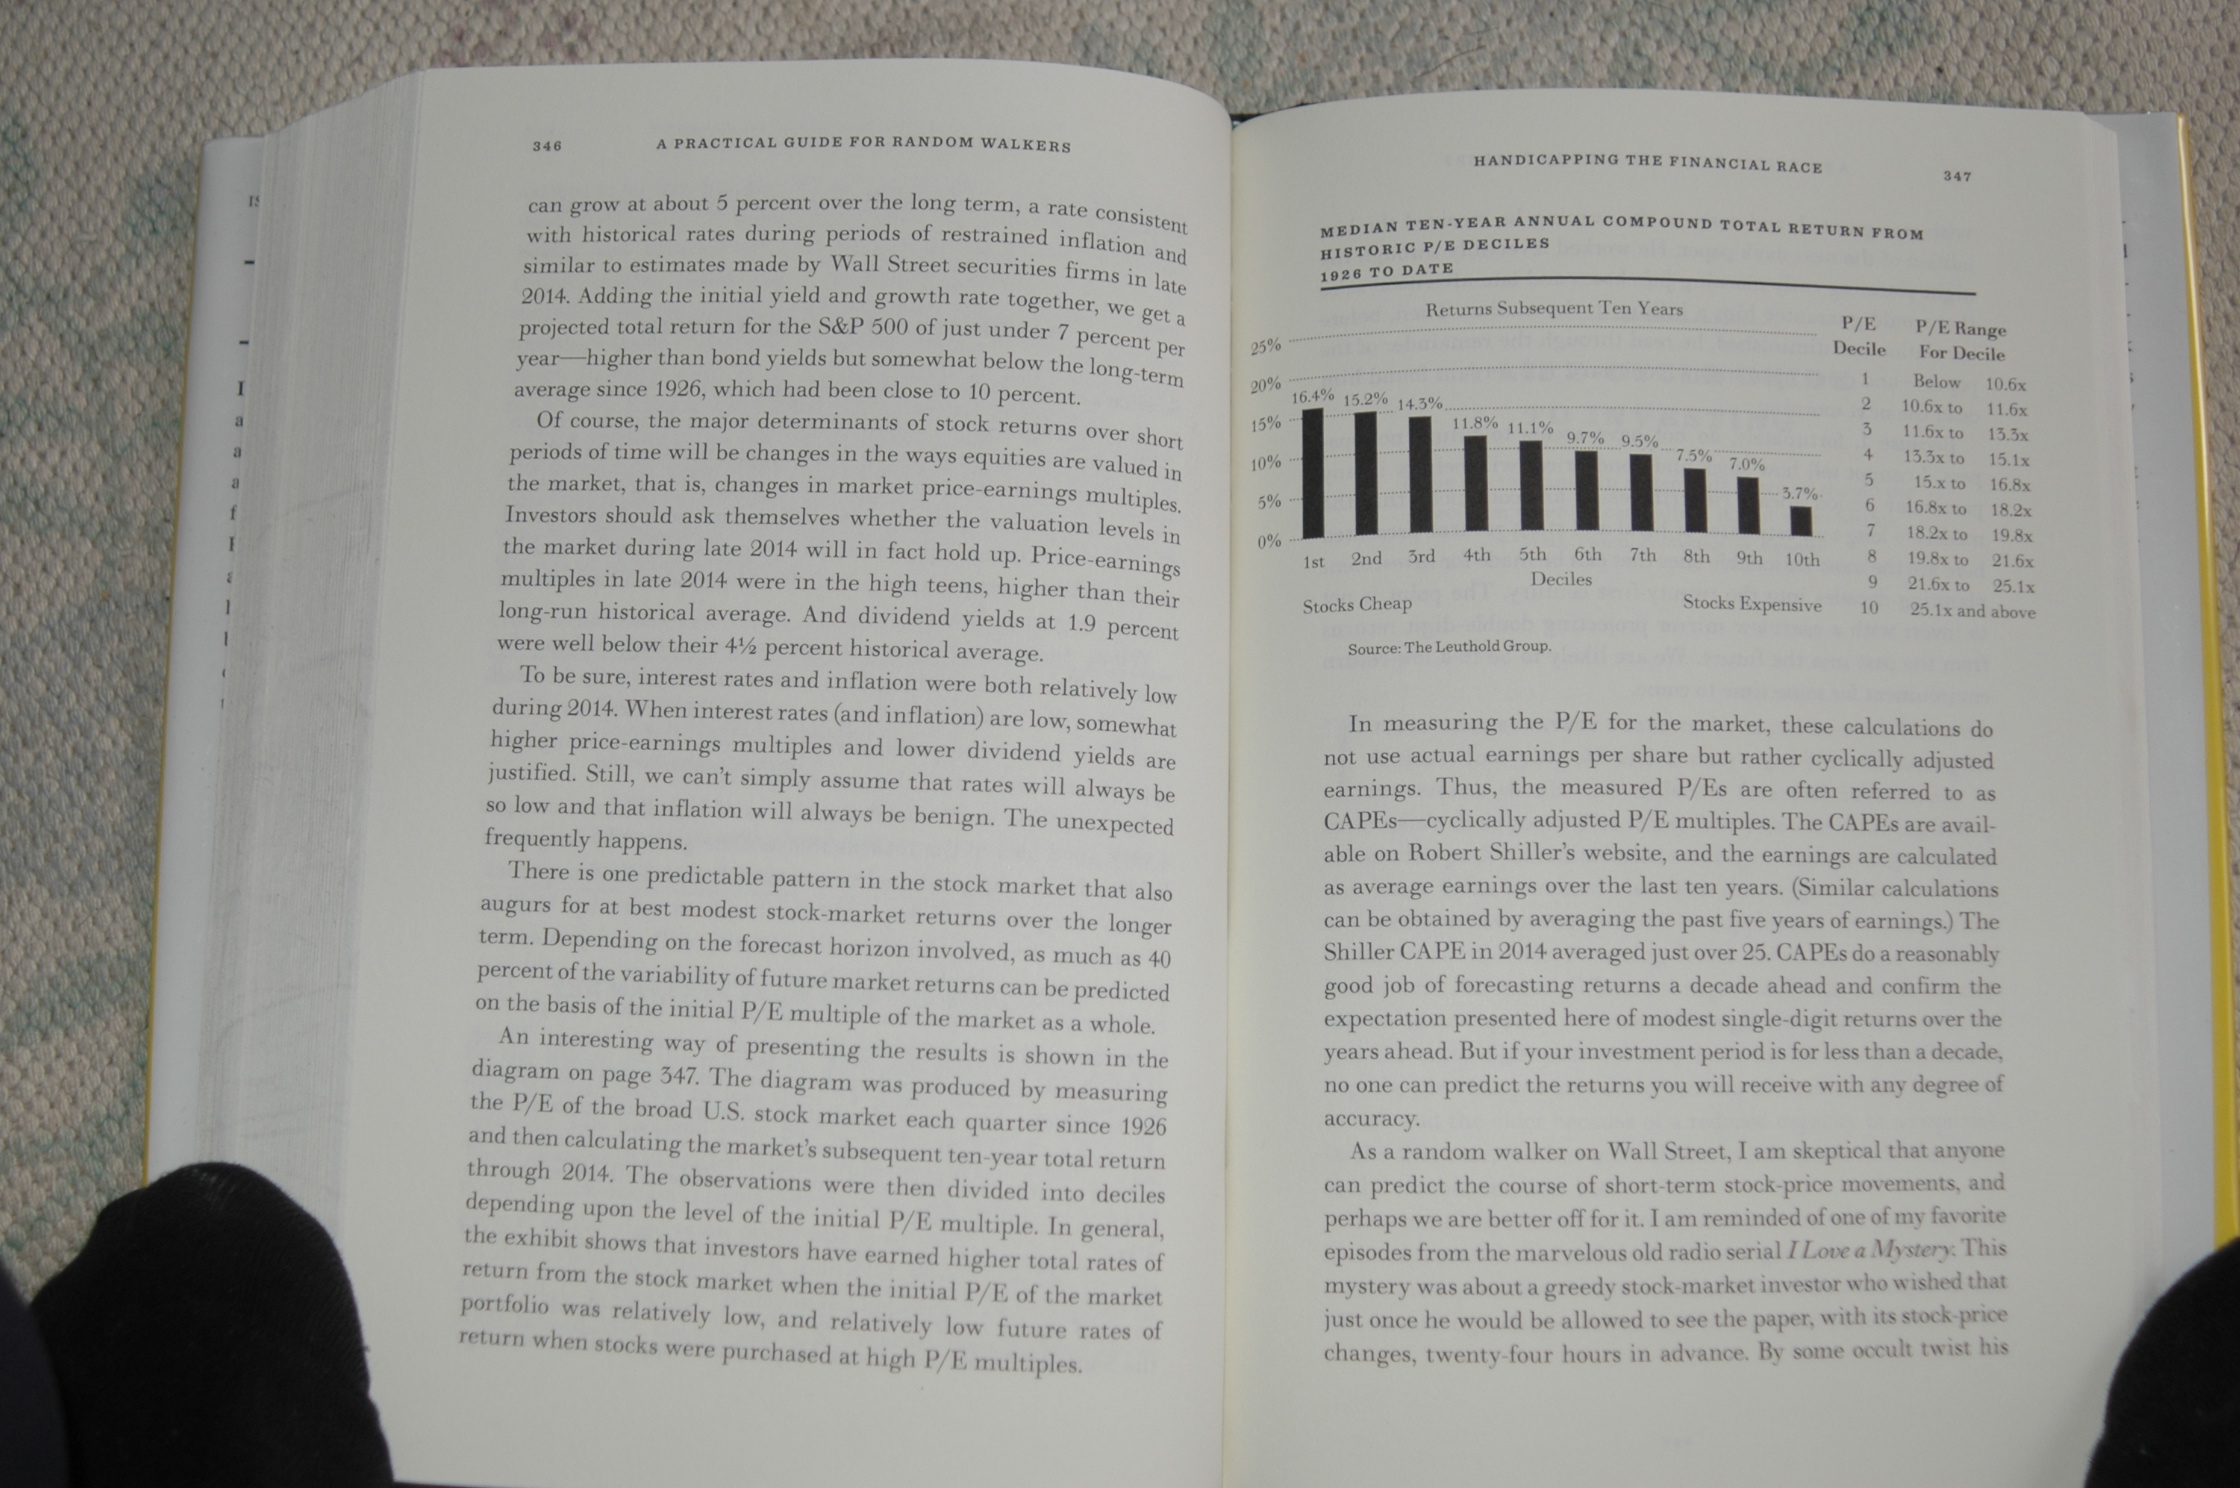 346
A PRACTICAL GUIDE FOR RANDOM WALKERS
can grow at about 5 percent over the long term, a rate consistent
with historical rates during periods of restrained inflation and
similar to estimates made by Wall Street securities firms in late
2014. Adding the initial yield and growth rate together, we get a
projected total return for the S&P 500 of just under 7 percent per
year—higher than bond yields but somewhat below the long-term
average since 1926, which had been close to 10 percent.
Of course, the major determinants of stock returns over short
periods of time will be changes in the ways equities are valued in
the market, that is, changes in market price-earnings multiples.
Investors should ask themselves whether the valuation levels in
the market during late 2014 will in fact hold up. Price-earnings
multiples in late 2014 were in the high teens, higher than their
long-run historical average. And dividend yields at 1.9 percent
were well below their 4½ percent historical average.
To be sure, interest rates and inflation were both relatively low
during 2014. When interest rates (and inflation) are low, somewhat
higher price-earnings multiples and lower dividend yields are
justified. Still, we can't simply assume that rates will always be
so low and that inflation will always be benign. The unexpected
frequently happens.
There is one predictable pattern in the stock market that also
augurs for at best modest stock-market returns over the longer
term. Depending on the forecast horizon involved, as much as 40
percent of the variability of future market returns can be predicted
on the basis of the initial P/E multiple of the market as a whole.
An interesting way of presenting the results is shown in the
diagram on page 347. The diagram was produced by measuring
the P/E of the broad U.S. stock market each quarter since 1926
and then calculating the market's subsequent ten-year total return
through 2014. The observations were then divided into deciles
depending upon the level of the initial P/E multiple. In general,
the exhibit shows that investors have earned higher total rates of
return from the stock market when the initial P/E of the market
portfolio was relatively low, and relatively low future rates of
return when stocks were purchased at high P/E multiples.
HANDICAPPING THE FINANCIAL RACE
347
MEDIAN TEN-YEAR ANNUAL COMPOUND TOTAL RETURN FROM
HISTORIC P/E DECILES
1926 TO DATE
Returns Subsequent Ten Years
25%
20%
15%
10%
5%
0%
16.4% 15.2% 14.3% 11.8% 11.1% 9.7% 9.5% 7.5% 7.0% 3.7%
1st 2nd 3rd 4th 5th 6th 7th 8th 9th 10th
Deciles
Stocks Cheap Stocks Expensive
P/E P/E Range
Decile For Decile
1 Below 10.6x
2 10.6x to 11.6x
3 11.6x to 13.3x
4 13.3x to 15.1x
5 15.x to 16.8x
6 16.8x to 18.2x
7 18.2x to 19.8x
8 19.8x to 21.6x
9 21.6x to 25.1x
10 25.1x and above
Source: The Leuthold Group.
In measuring the P/E for the market, these calculations do
not use actual earnings per share but rather cyclically adjusted
earnings. Thus, the measured P/Es are often referred to as
CAPEs—cyclically adjusted P/E multiples. The CAPEs are avail-
able on Robert Shiller's website, and the earnings are calculated
as average earnings over the last ten years. (Similar calculations
can be obtained by averaging the past five years of earnings.) The
Shiller CAPE in 2014 averaged just over 25. CAPEs do a reasonably
good job of forecasting returns a decade ahead and confirm the
expectation presented here of modest single-digit returns over the
years ahead. But if your investment period is for less than a decade,
no one can predict the returns you will receive with any degree of
accuracy.
As a random walker on Wall Street, I am skeptical that anyone
can predict the course of short-term stock-price movements, and
perhaps we are better off for it. I am reminded of one of my favorite
episodes from the marvelous old radio serial I Love a Mystery. This
mystery was about a greedy stock-market investor who wished that
just once he would be allowed to see the paper, with its stock-price
changes, twenty-four hours in advance. By some occult twist his